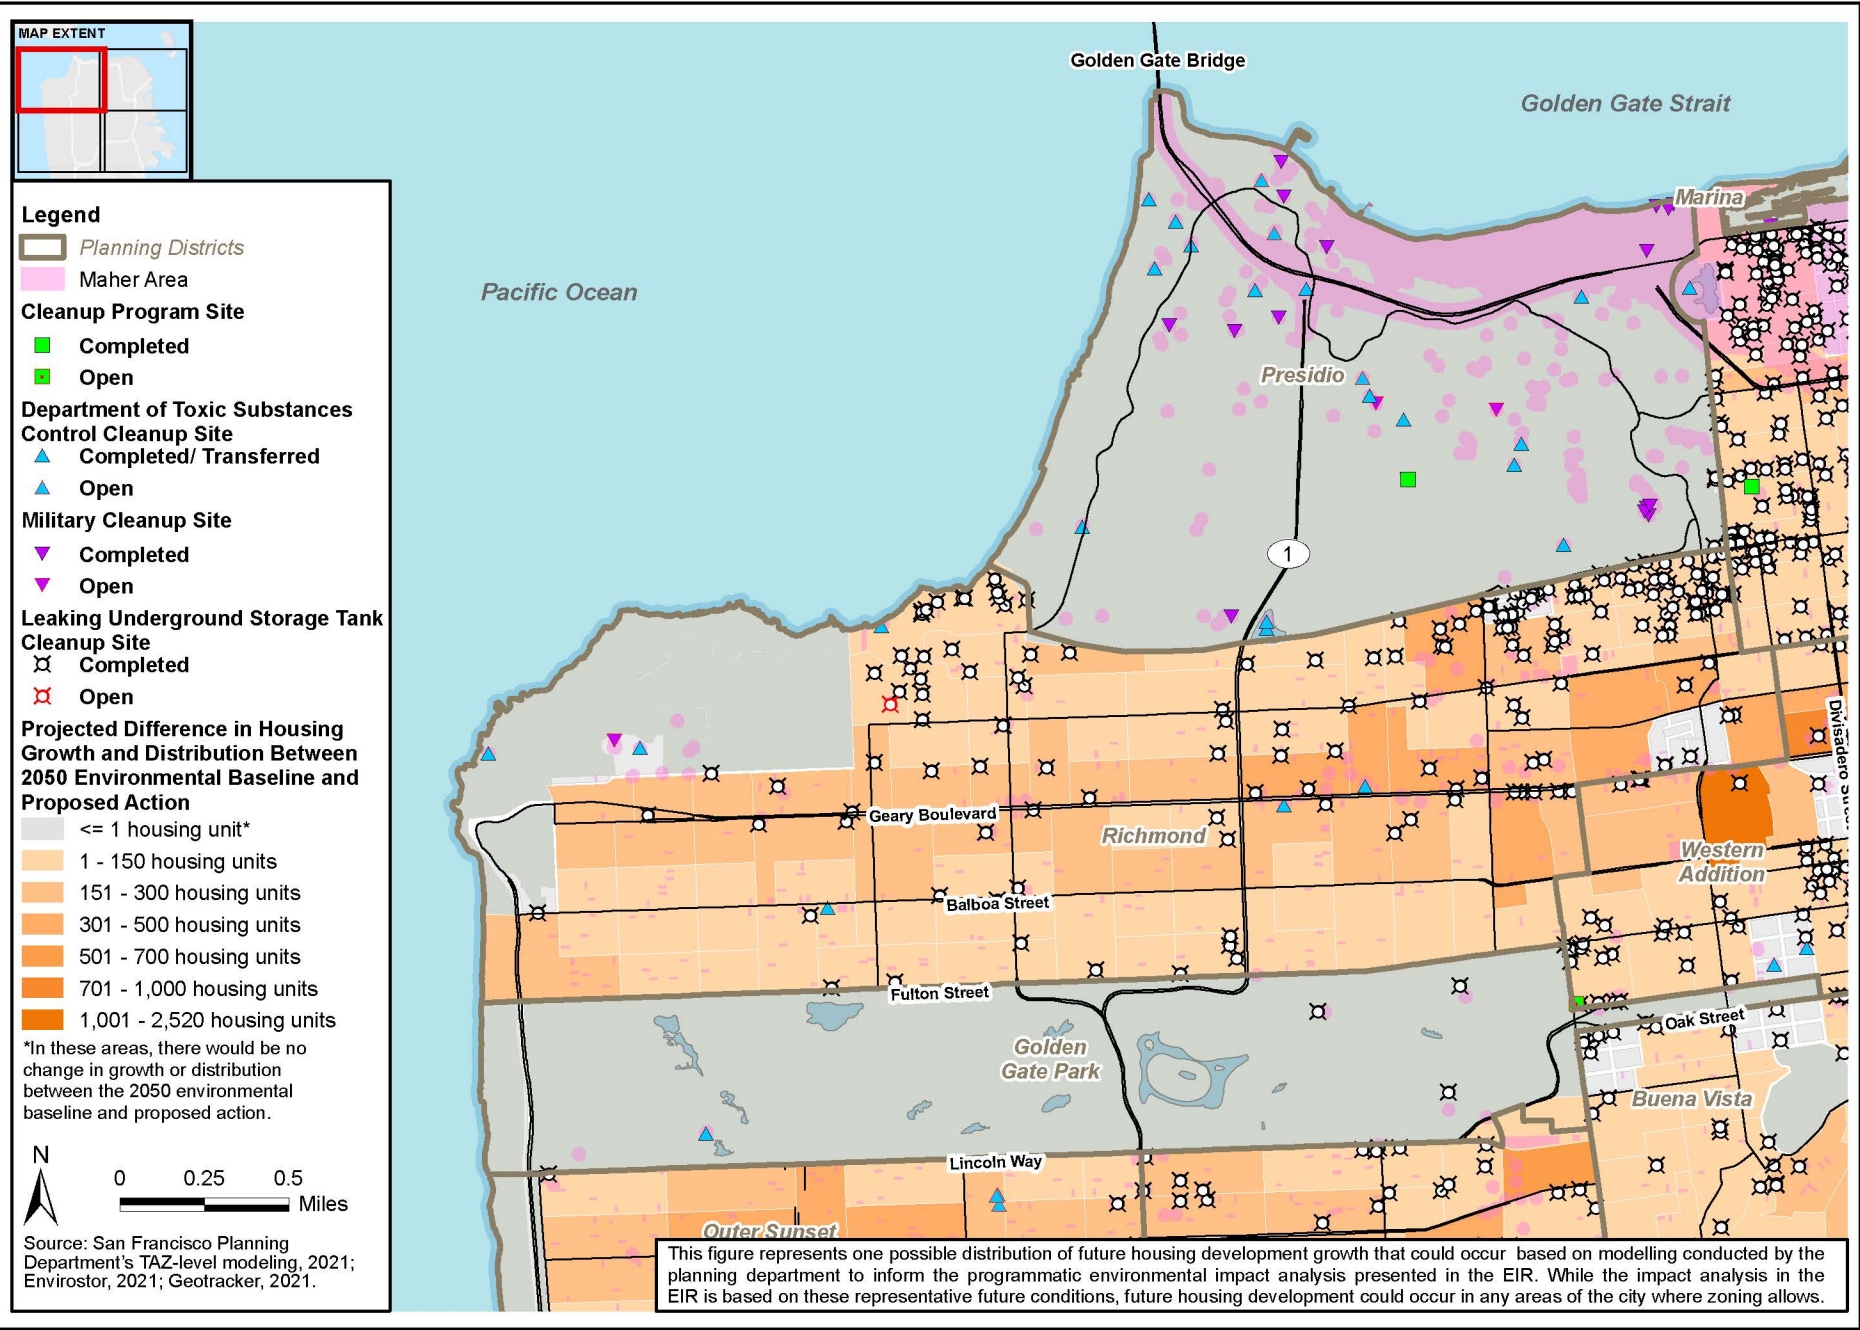 MAP EXTENT
Legend
Planning Districts
Maher Area
Cleanup Program Site
Completed
Open
Department of Toxic Substances
Control Cleanup Site
Completed/ Transferred
Open
Military Cleanup Site
Completed
Open
Leaking Underground Storage Tank
Cleanup Site
Completed
Open
Projected Difference in Housing
Growth and Distribution Between
2050 Environmental Baseline and
Proposed Action
<= 1 housing unit*
1 - 150 housing units
151 - 300 housing units
301 - 500 housing units
501 - 700 housing units
701 - 1,000 housing units
1,001 - 2,520 housing units
*In these areas, there would be no
change in growth or distribution
between the 2050 environmental
baseline and proposed action.
N
0 0.25 0.5
Miles
Source: San Francisco Planning
Department's TAZ-level modeling, 2021;
Envirostor, 2021; Geotracker, 2021.
Golden Gate Bridge
Golden Gate Strait
Pacific Ocean
Marina
Presidio
1
Divisadero
Geary Boulevard
Richmond
Western
Addition
Balboa Street
Fulton Street
Oak Street
Golden
Gate Park
Buena Vista
Lincoln Way
Outer Sunset
This figure represents one possible distribution of future housing development growth that could occur based on modelling conducted by the
planning department to inform the programmatic environmental impact analysis presented in the EIR. While the impact analysis in the
EIR is based on these representative future conditions, future housing development could occur in any areas of the city where zoning allows.